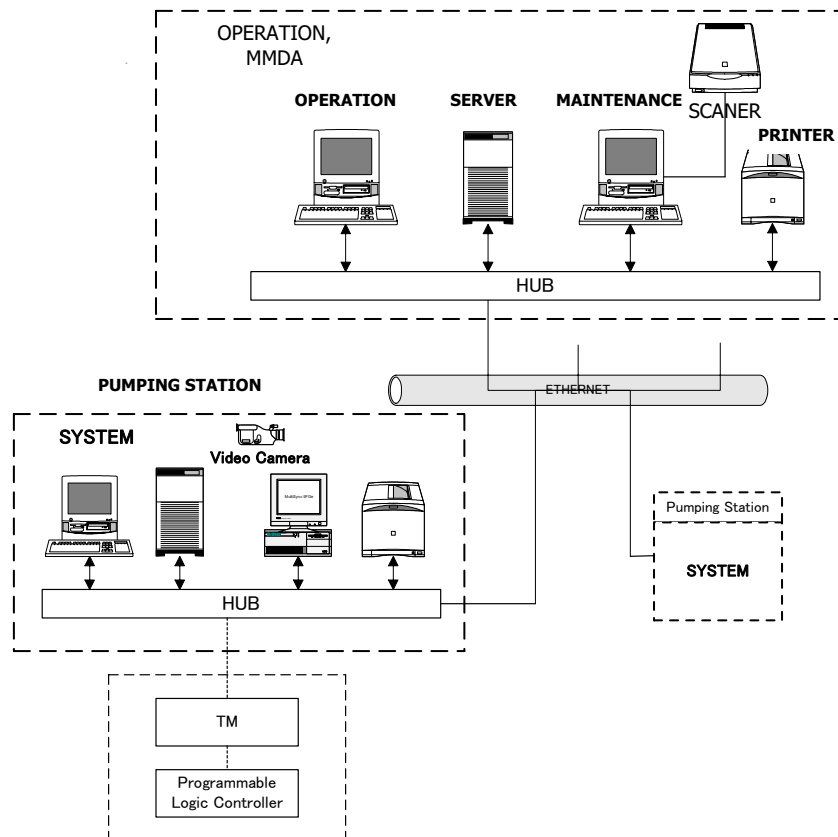 OPERATION,
MMDA
OPERATION
SERVER
MAINTENANCE
SCANER
PRINTER
HUB
ETHERNET
PUMPING STATION
SYSTEM
Video Camera
HUB
Pumping Station
SYSTEM
TM
Programmable
Logic Controller